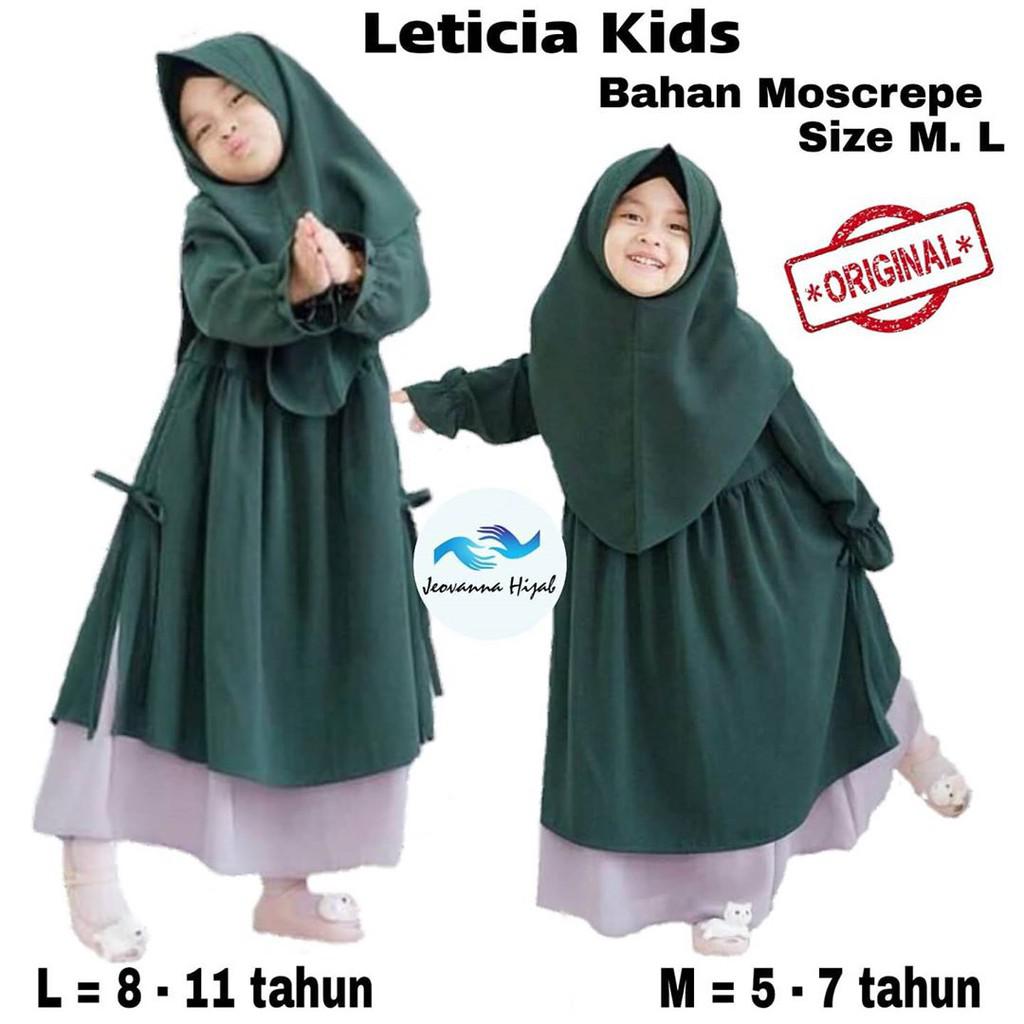 Leticia Kids
Bahan Moscrepe
Size M. L
*ORIGINAL*
Jeovanna Hijab
L = 8 - 11 tahun
M = 5 - 7 tahun